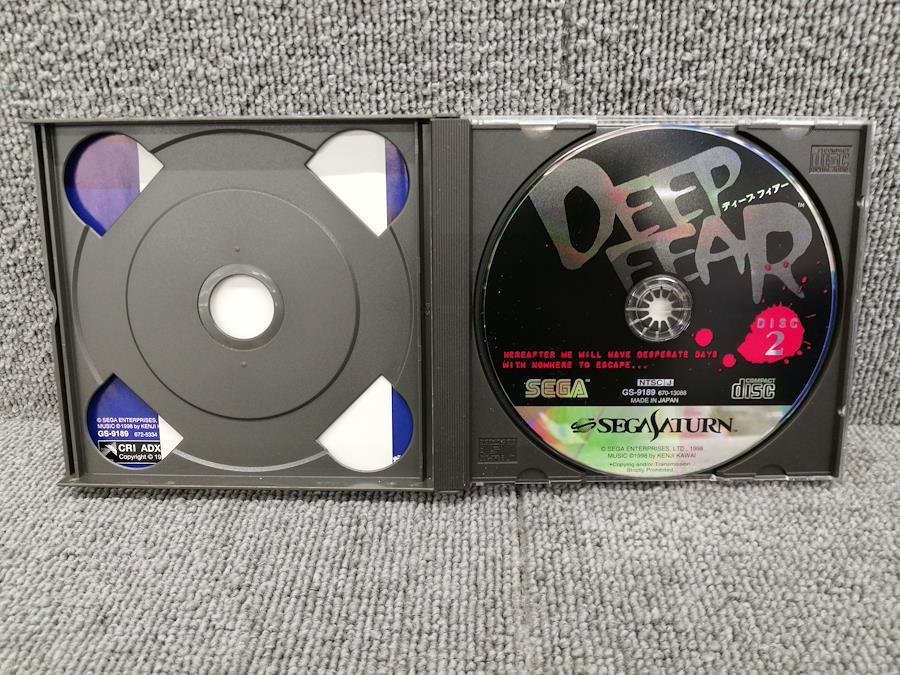 © SEGA ENTERPRISES,
MUSIC ©1998 by KENJI
GS-9189 672-5334
CRI ADX
Copyright ©
DEEP
ディープ フィアー
FEAR
TM
DISC
2
HEREAFTER WE WILL HAVE DESPERATE DAYS
WITH NOWHERE TO ESCAPE...
SEGA™
NTSC J
GS-9189 670-13088
MADE IN JAPAN
COMPACT
disc
SEGA SATURN™
© SEGA ENTERPRISES, LTD., 1998
MUSIC ©1998 by KENJI KAWAI
•Copying and/or Transmission
Strictly Prohibited.
COMPACT
disc